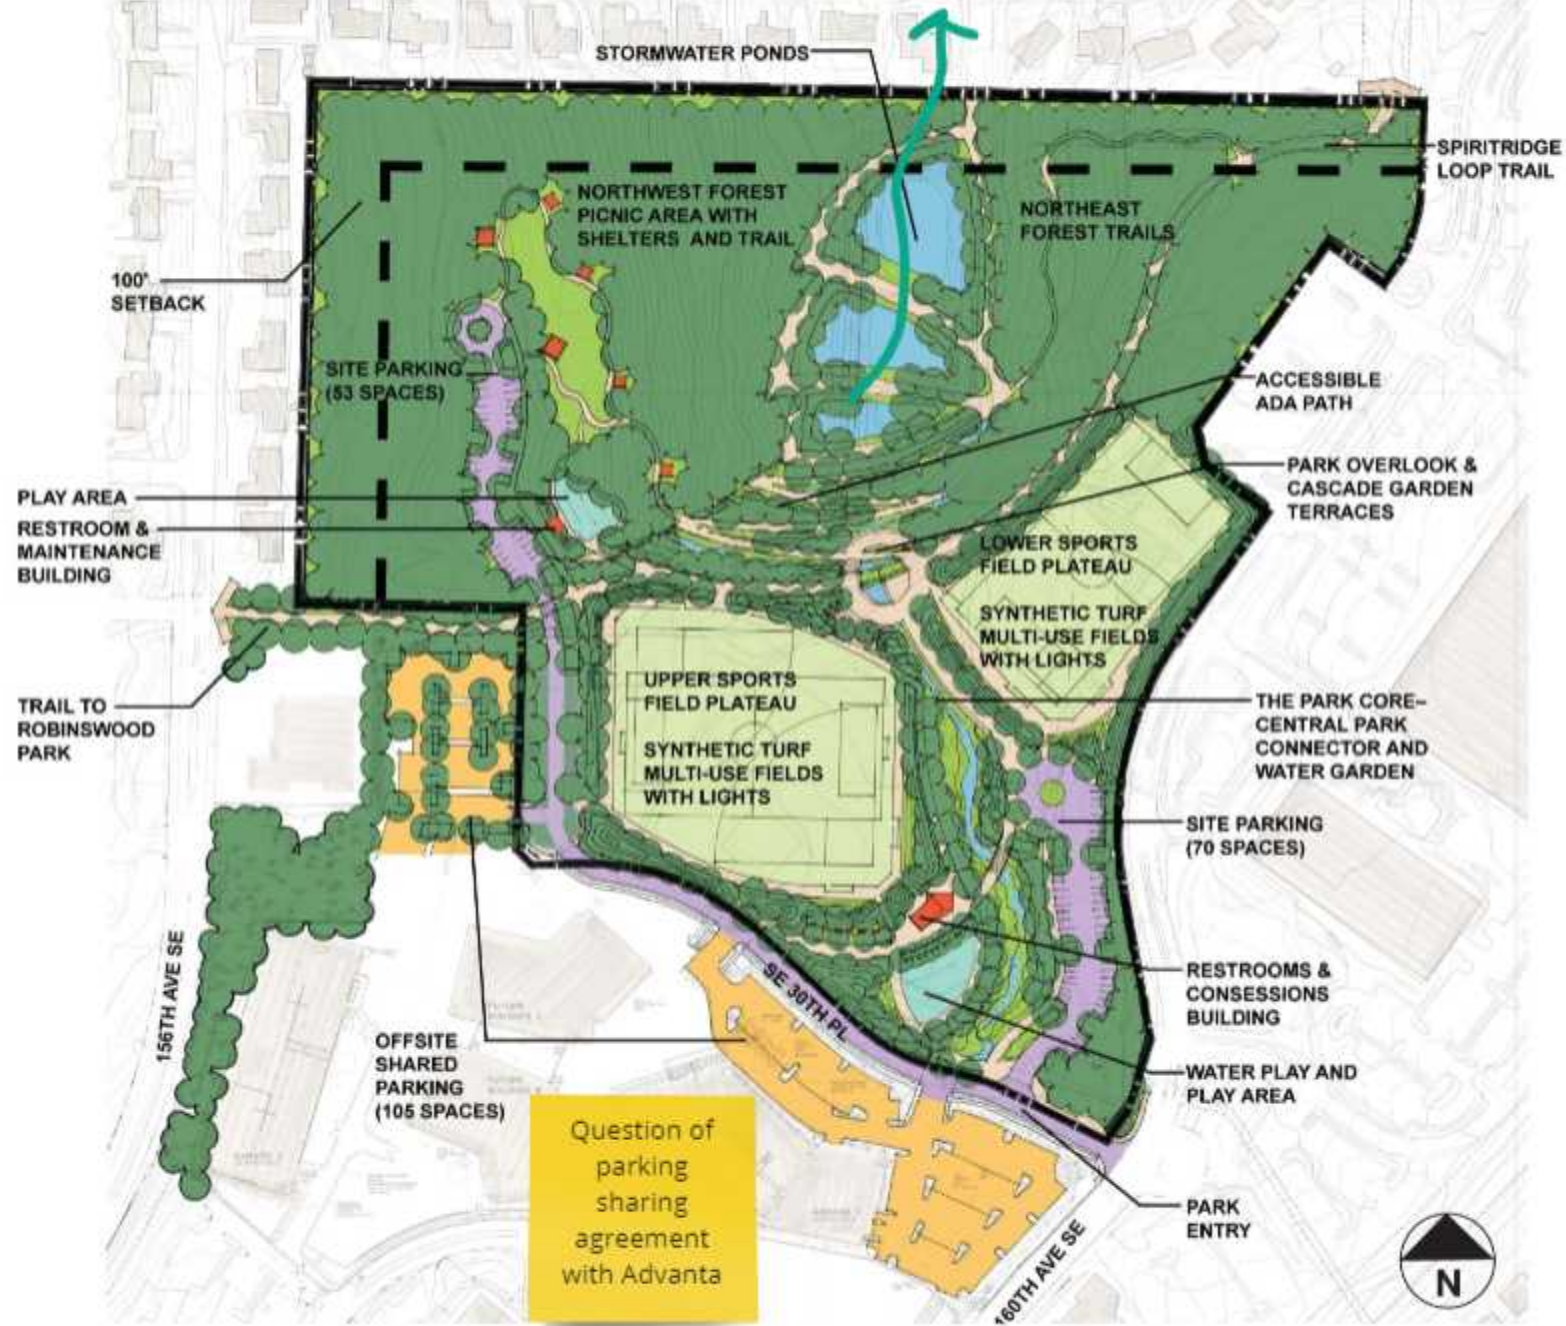 STORMWATER PONDS
SPIRITRIDGE
LOOP TRAIL
NORTHWEST FOREST
PICNIC AREA WITH
SHELTERS AND TRAIL
NORTHEAST
FOREST TRAILS
100'
SETBACK
SITE PARKING
(53 SPACES)
ACCESSIBLE
ADA PATH
PARK OVERLOOK &
CASCADE GARDEN
TERRACES
PLAY AREA
RESTROOM &
MAINTENANCE
BUILDING
LOWER SPORTS
FIELD PLATEAU
SYNTHETIC TURF
MULTI-USE FIELDS
WITH LIGHTS
UPPER SPORTS
FIELD PLATEAU
SYNTHETIC TURF
MULTI-USE FIELDS
WITH LIGHTS
TRAIL TO
ROBINSWOOD
PARK
THE PARK CORE–
CENTRAL PARK
CONNECTOR AND
WATER GARDEN
SITE PARKING
(70 SPACES)
RESTROOMS &
CONSESSIONS
BUILDING
WATER PLAY AND
PLAY AREA
156TH AVE SE
SE 30TH PL
OFFSITE
SHARED
PARKING
(105 SPACES)
Question of
parking
sharing
agreement
with Advanta
PARK
ENTRY
160TH AVE SE
N